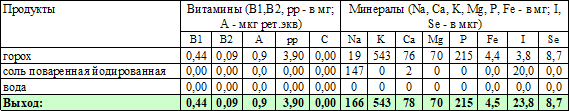 Продукты Витамины (В1,В2, рр - в мг; Минералы (Na, Ca, K, Mg, P, Fe - в мг; I,
А - мкг рет.экв) Se - в мкг)
B1 B2 A pp C Na K Ca Mg P Fe I Se
горох 0,44 0,09 0,9 3,90 0,00 19 543 76 70 215 4,4 3,8 8,7
соль поваренная йодированная 0,00 0,00 0,0 0,00 0,00 147 0 2 0 0 0,0 20,0 0,0
вода 0,00 0,00 0,0 0,00 0,00 0 0 0 0 0 0,0 0,0 0,0
Выход: 0,44 0,09 0,9 3,90 0,00 166 543 78 70 215 4,5 23,8 8,7